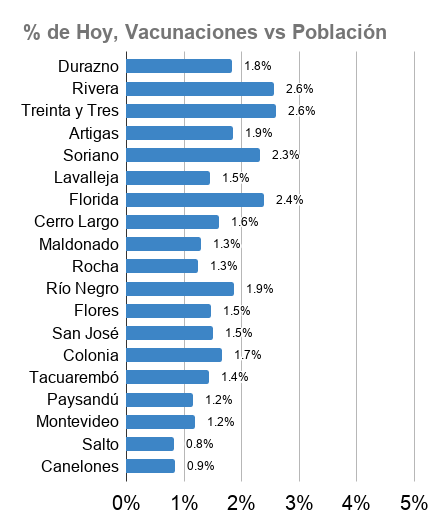 % de Hoy, Vacunaciones vs Población
Durazno 1.8%
Rivera 2.6%
Treinta y Tres 2.6%
Artigas 1.9%
Soriano 2.3%
Lavalleja 1.5%
Florida 2.4%
Cerro Largo 1.6%
Maldonado 1.3%
Rocha 1.3%
Río Negro 1.9%
Flores 1.5%
San José 1.5%
Colonia 1.7%
Tacuarembó 1.4%
Paysandú 1.2%
Montevideo 1.2%
Salto 0.8%
Canelones 0.9%
0% 1% 2% 3% 4% 5%